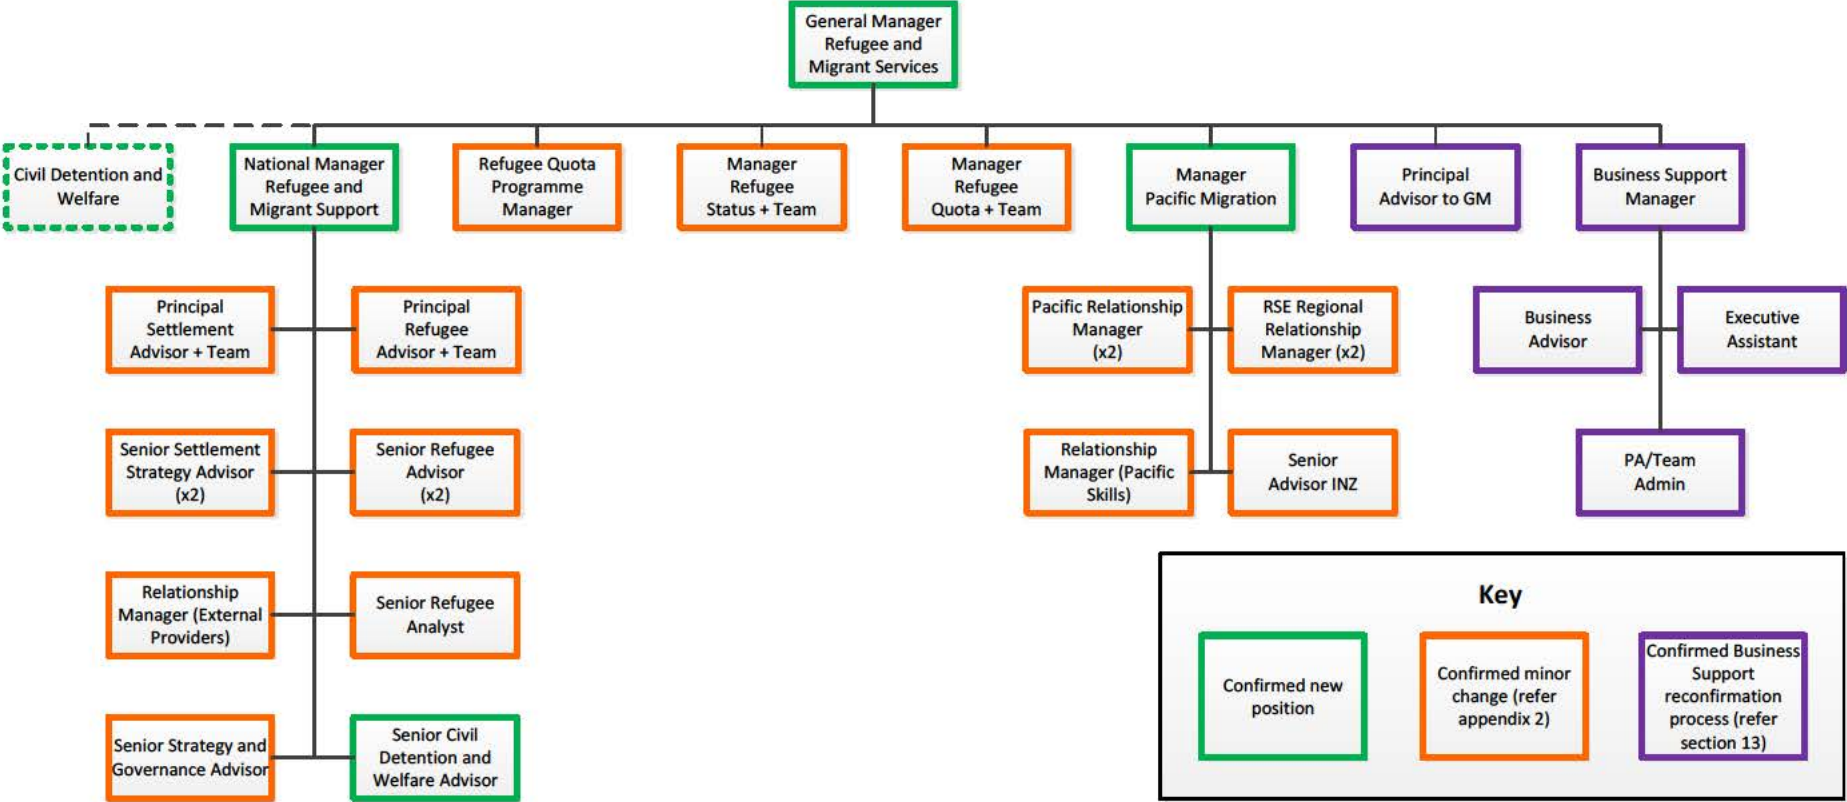 General Manager
Refugee and
Migrant Services
Civil Detention and
Welfare
National Manager
Refugee and
Migrant Support
Refugee Quota
Programme
Manager
Manager
Refugee
Status + Team
Manager
Refugee
Quota + Team
Manager
Pacific Migration
Principal
Advisor to GM
Business Support
Manager
Principal
Settlement
Advisor + Team
Principal
Refugee
Advisor + Team
Pacific Relationship
Manager
(x2)
RSE Regional
Relationship
Manager (x2)
Business
Advisor
Executive
Assistant
Senior Settlement
Strategy Advisor
(x2)
Senior Refugee
Advisor
(x2)
Relationship
Manager (Pacific
Skills)
Senior
Advisor INZ
PA/Team
Admin
Relationship
Manager (External
Providers)
Senior Refugee
Analyst
Senior Strategy and
Governance Advisor
Senior Civil
Detention and
Welfare Advisor
Key
Confirmed new
position
Confirmed minor
change (refer
appendix 2)
Confirmed Business
Support
reconfirmation
process (refer
section 13)